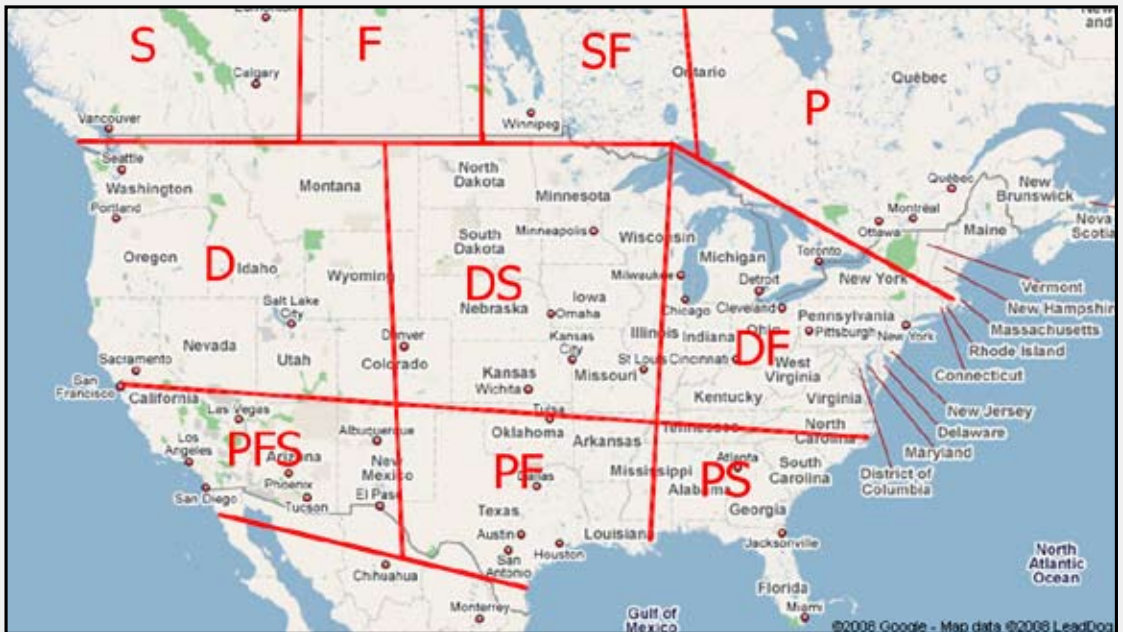 Edmonton
New
and
S
F
SF
Ontario
Québec
Calgary
P
Vancouver
Winnipeg
Seattle
Washington
Montana
North
Dakota
Minnesota
Québec
New
Brunswick
Portland
Montréal
Ottawa
Maine
Nova
Scotia
Oregon
D
Idaho
Wyoming
South
Dakota
Minneapolis
Wisconsin
Michigan
Toronto
New York
Vermont
DS
Milwaukee
Detroit
New Hampshire
Salt Lake
City
Nebraska
Iowa
Omaha
Chicago
Cleveland
Pennsylvania
Massachusetts
Nevada
Utah
Denver
Colorado
Kansas
City
Illinois
Indiana
Ohio
DF
Pittsburgh
New York
Rhode Island
Sacramento
San
Francisco
California
Kansas
Wichita
Missouri
St Louis
Cincinnati
West
Virginia
Kentucky
Virginia
Connecticut
New Jersey
Las Vegas
Albuquerque
Tulsa
Oklahoma
Arkansas
Tennessee
North
Carolina
Delaware
Maryland
Los
Angeles
PFS
Arizona
New
Mexico
PF
Dallas
Mississippi
Alabama
PS
Atlanta
South
Carolina
District of
Columbia
San Diego
Phoenix
Tucson
El Paso
Texas
Georgia
Austin
Houston
Louisian
Jacksonville
San
Antonio
Chihuahua
Monterrey
Florida
Miami
Gulf of
Mexico
North
Atlantic
Ocean
©2008 Google - Map data ©2008 LeadDog